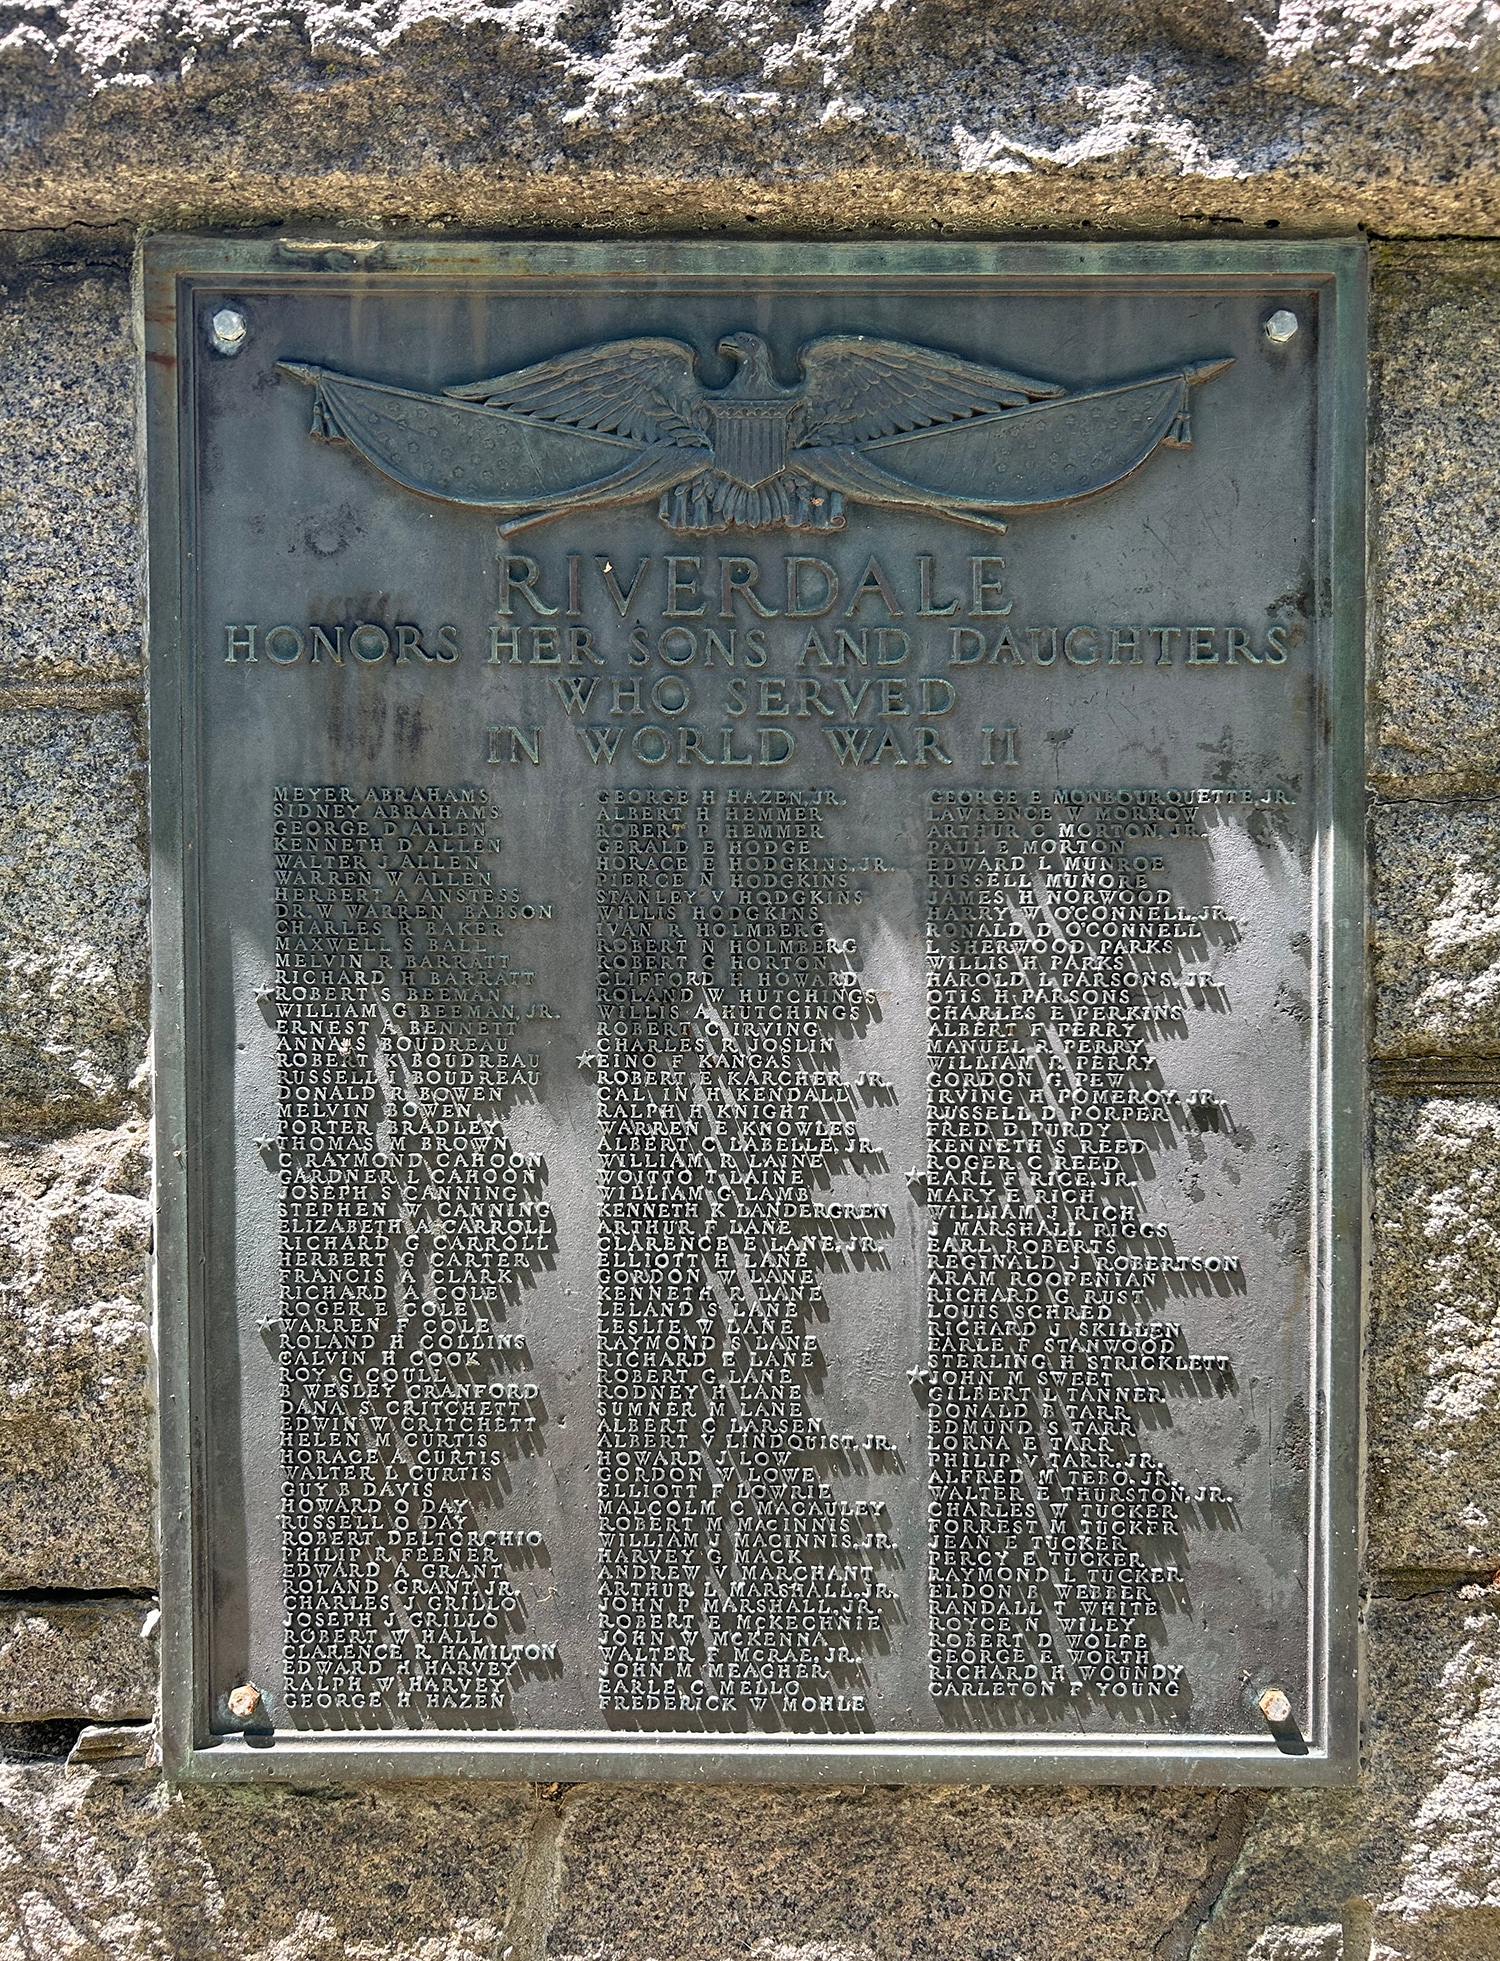 RIVERDALE
HONORS HER SONS AND DAUGHTERS
WHO SERVED
IN WORLD WAR II
MEYER ABRAHAMS
SIDNEY ABRAHAMS
GEORGE D ALLEN
KENNETH D ALLEN
WALTER J ALLEN
WARREN W ALLEN
HERBERT A ANSTESS
DR. W WARREN BABSON
CHARLES R BAKER
MAXWELL S BALL
MELVIN R BARRATT
RICHARD H BARRATT
ROBERT S BEEMAN
WILLIAM G BEEMAN, JR.
ERNEST A BENNETT
ANNA S BOUDREAU
ROBERT K BOUDREAU
RUSSELL J BOUDREAU
DONALD R BOWEN
MELVIN BOWEN
PORTER BRADLEY
THOMAS M BROWN
C RAYMOND CAHOON
GARDNER L CAHOON
JOSEPH S CANNING
STEPHEN W CANNING
ELIZABETH A CARROLL
RICHARD G CARROLL
HERBERT G CARTER
FRANCIS A CLARK
RICHARD A COLE
ROGER E COLE
WARREN F COLE
ROLAND H COLLINS
CALVIN H COOK
ROY G COULL
B WESLEY CRANFORD
DANA S CRITCHETT
EDWIN W CRITCHETT
HELEN M CURTIS
HORACE A CURTIS
WALTER L CURTIS
GUY B DAVIS
HOWARD O DAY
RUSSELL O DAY
ROBERT DELTORCHIO
PHILIP R FEENER
EDWARD A GRANT
ROLAND GRANT, JR.
CHARLES J GRILLO
JOSEPH J GRILLO
ROBERT W HALL
CLARENCE R HAMILTON
EDWARD H HARVEY
RALPH W HARVEY
GEORGE H HAZEN
GEORGE H HAZEN, JR.
ALBERT H HEMMER
ROBERT P HEMMER
GERALD E HODGE
HORACE E HODGKINS, JR.
PIERCE N HODGKINS
STANLEY V HODGKINS
WILLIS HODGKINS
IVAN R HOLMBERG
ROBERT N HOLMBERG
ROBERT G HORTON
CLIFFORD H HOWARD
ROLAND W HUTCHINGS
WILLIS A HUTCHINGS
ROBERT C IRVING
CHARLES R JOSLIN
EINO F KANGAS
ROBERT E KARCHER, JR.
CALVIN H KENDALL
RALPH H KNIGHT
WARREN E KNOWLES
ALBERT C LABELLE, JR.
WILLIAM R LAINE
WOITTO T LAINE
WILLIAM G LAMB
KENNETH K LANDERGREN
ARTHUR F LANE
CLARENCE E LANE, JR.
ELLIOTT H LANE
GORDON W LANE
KENNETH R LANE
LELAND S LANE
LESLIE W LANE
RAYMOND S LANE
RICHARD E LANE
ROBERT G LANE
RODNEY H LANE
SUMNER M LANE
ALBERT C LARSEN
ALBERT V LINDQUIST, JR.
HOWARD J LOW
GORDON W LOWE
ELLIOTT F LOWRIE
MALCOLM C MACAULEY
ROBERT M MACINNIS
WILLIAM J MACINNIS, JR.
HARVEY G MACK
ANDREW V MARCHANT
ARTHUR L MARSHALL, JR.
JOHN P MARSHALL, JR.
ROBERT E MCKECHNIE
JOHN W MCKENNA
WALTER F MCRAE, JR.
JOHN M MEAGHER
EARLE C MELLO
FREDERICK W MOHLE
GEORGE E MONBOURQUETTE, JR.
LAWRENCE W MORROW
ARTHUR C MORTON, JR.
PAUL E MORTON
EDWARD L MUNROE
RUSSELL MUNORE
JAMES H NORWOOD
HARRY W O'CONNELL, JR.
RONALD D O'CONNELL
L SHERWOOD PARKS
WILLIS H PARKS
HAROLD L PARSONS, JR.
OTIS H PARSONS
CHARLES E PERKINS
ALBERT F PERRY
MANUEL R PERRY
WILLIAM P. PERRY
GORDON G PEW
IRVING H POMEROY, JR.
RUSSELL D PORPER
FRED D PURDY
KENNETH S REED
ROGER C REED
EARL F RICE, JR.
MARY E RICH
WILLIAM J RICH
J MARSHALL RIGGS
EARL ROBERTS
REGINALD J ROBERTSON
ARAM ROOPENIAN
RICHARD G RUST
LOUIS SCHRED
RICHARD J SKILLEN
EARLE F STANWOOD
STERLING H STRICKLETT
JOHN M SWEET
GILBERT L TANNER
DONALD R TARR
EDMUND S TARR
LORNA E TARR
PHILIP V TARR, JR.
ALFRED M TEBO, JR.
WALTER E THURSTON, JR.
CHARLES W TUCKER
FORREST M TUCKER
JEAN E TUCKER
PERCY E TUCKER
RAYMOND L TUCKER
ELDON B WEBBER
RANDALL T WHITE
ROYCE N WILEY
ROBERT D WOLFE
GEORGE E WORTH
RICHARD H WOUNDY
CARLETON F YOUNG